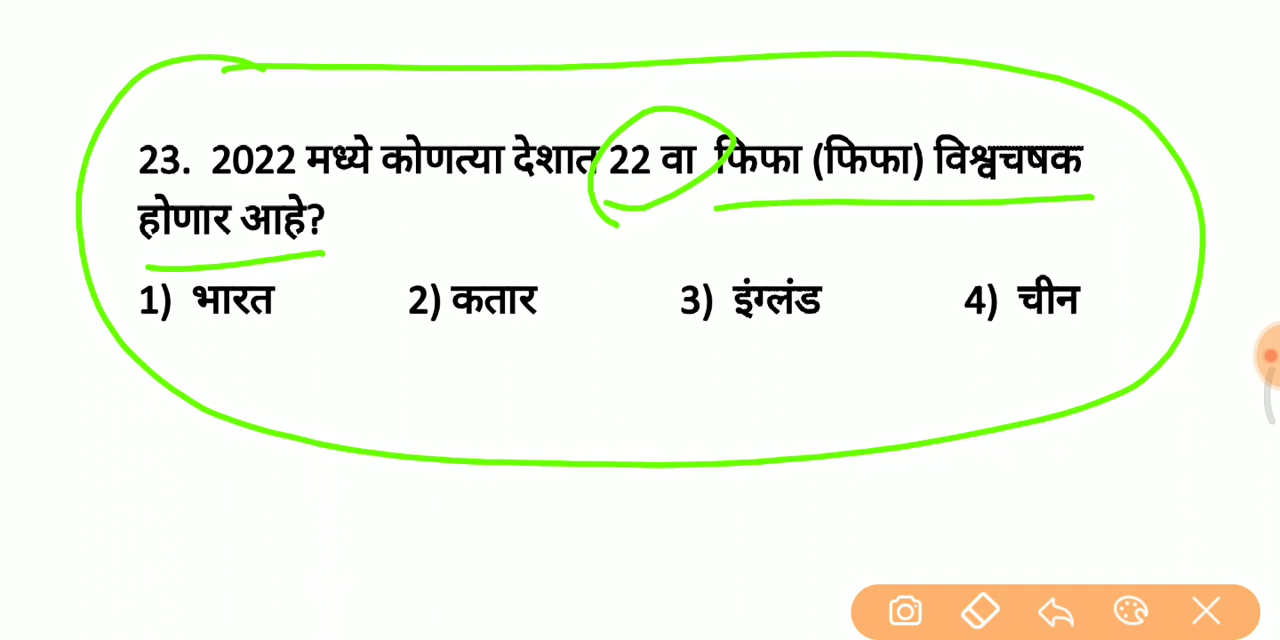 23. 2022 मध्ये कोणत्या देशात 22 वा फिफा (फिफा) विश्वचषक
होणार आहे?
1) भारत 2) कतार 3) इंग्लंड 4) चीन